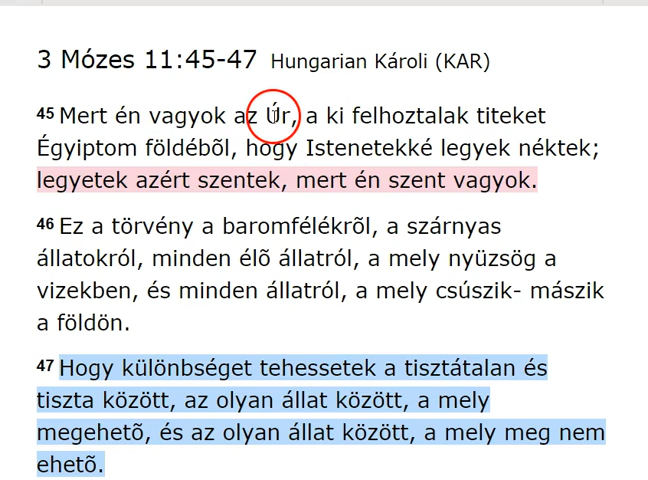 3 Mózes 11:45-47 Hungarian Károli (KAR)
45 Mert én vagyok az Úr, a ki felhoztalak titeket
Égyiptom földébõl, hogy Istenetekké legyek néktek;
legyetek azért szentek, mert én szent vagyok.
46 Ez a törvény a baromfélékrõl, a szárnyas
állatokról, minden élõ állatról, a mely nyüzsög a
vizekben, és minden állatról, a mely csúszik- mászik
a földön.
47 Hogy különbséget tehessetek a tisztátalan és
tiszta között, az olyan állat között, a mely
megehetõ, és az olyan állat között, a mely meg nem
ehetõ.